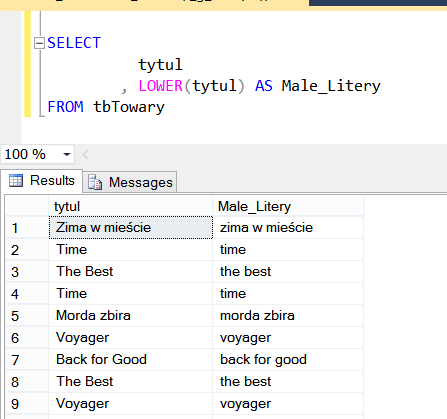 SELECT
tytul
, LOWER(tytul) AS Male_Litery
FROM tbTowary
100 %
Results Messages
tytul Male_Litery
1 Zima w mieście zima w mieście
2 Time time
3 The Best the best
4 Time time
5 Morda zbira morda zbira
6 Voyager voyager
7 Back for Good back for good
8 The Best the best
9 Voyager voyager